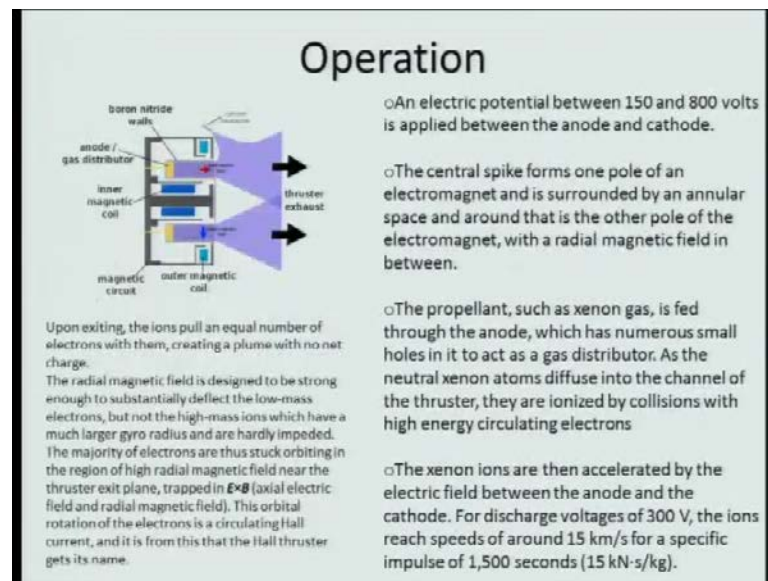 Operation
boron nitride
walls
anode /
gas distributor
inner
magnetic
coil
thruster
exhaust
magnetic
circuit
outer magnetic
coil
Upon exiting, the ions pull an equal number of
electrons with them, creating a plume with no net
charge.
The radial magnetic field is designed to be strong
enough to substantially deflect the low-mass
electrons, but not the high-mass ions which have a
much larger gyro radius and are hardly impeded.
The majority of electrons are thus stuck orbiting in
the region of high radial magnetic field near the
thruster exit plane, trapped in E×B (axial electric
field and radial magnetic field). This orbital
rotation of the electrons is a circulating Hall
current, and it is from this that the Hall thruster
gets its name.
oAn electric potential between 150 and 800 volts
is applied between the anode and cathode.
oThe central spike forms one pole of an
electromagnet and is surrounded by an annular
space and around that is the other pole of the
electromagnet, with a radial magnetic field in
between.
oThe propellant, such as xenon gas, is fed
through the anode, which has numerous small
holes in it to act as a gas distributor. As the
neutral xenon atoms diffuse into the channel of
the thruster, they are ionized by collisions with
high energy circulating electrons
oThe xenon ions are then accelerated by the
electric field between the anode and the
cathode. For discharge voltages of 300 V, the ions
reach speeds of around 15 km/s for a specific
impulse of 1,500 seconds (15 kN·s/kg).